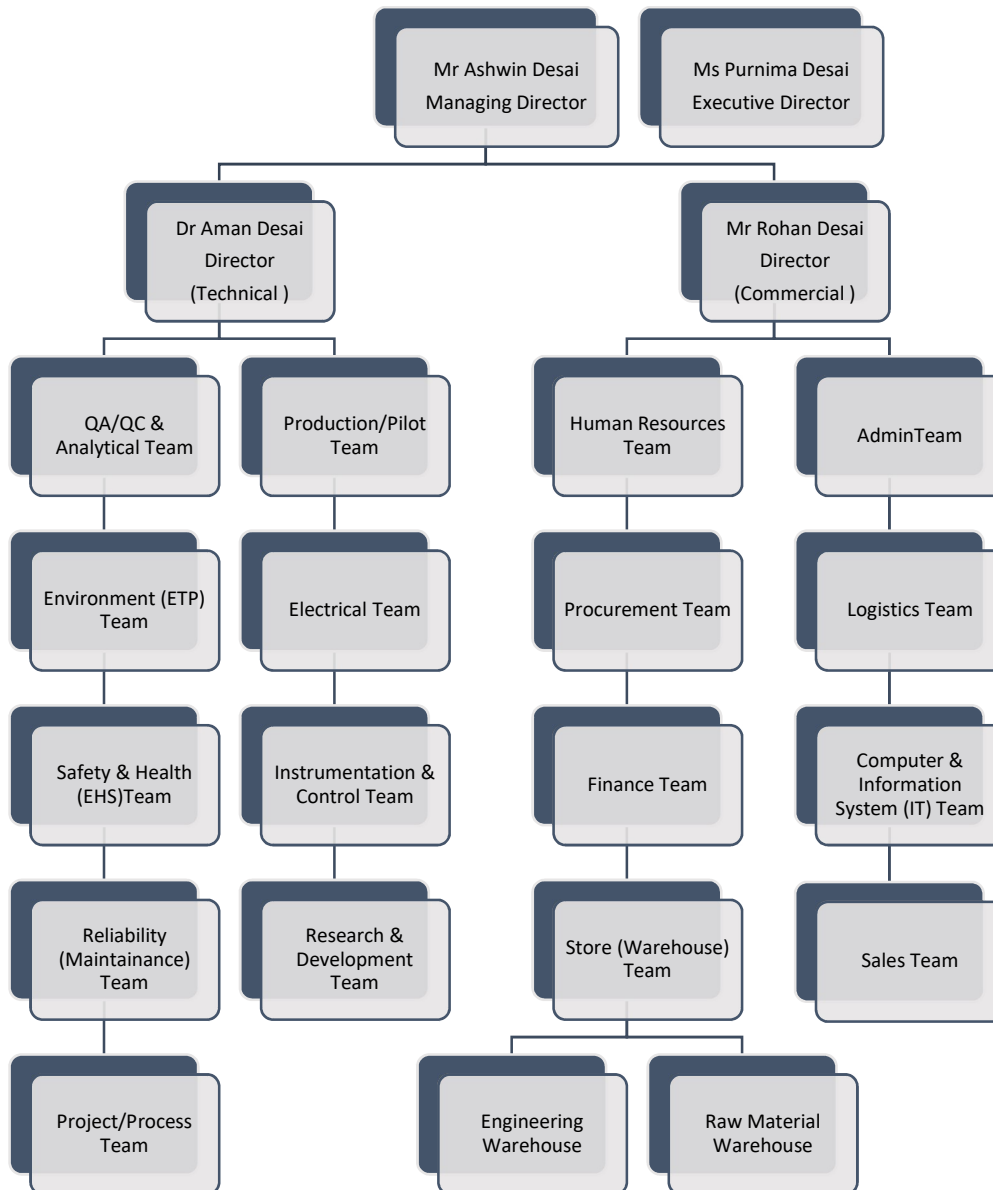 Mr Ashwin Desai
Managing Director
Ms Purnima Desai
Executive Director
Dr Aman Desai
Director
(Technical )
Mr Rohan Desai
Director
(Commercial )
QA/QC &
Analytical Team
Production/Pilot
Team
Human Resources
Team
AdminTeam
Environment (ETP)
Team
Electrical Team
Procurement Team
Logistics Team
Safety & Health
(EHS)Team
Instrumentation &
Control Team
Finance Team
Computer &
Information
System (IT) Team
Reliability
(Maintainance)
Team
Research &
Development
Team
Store (Warehouse)
Team
Sales Team
Project/Process
Team
Engineering
Warehouse
Raw Material
Warehouse